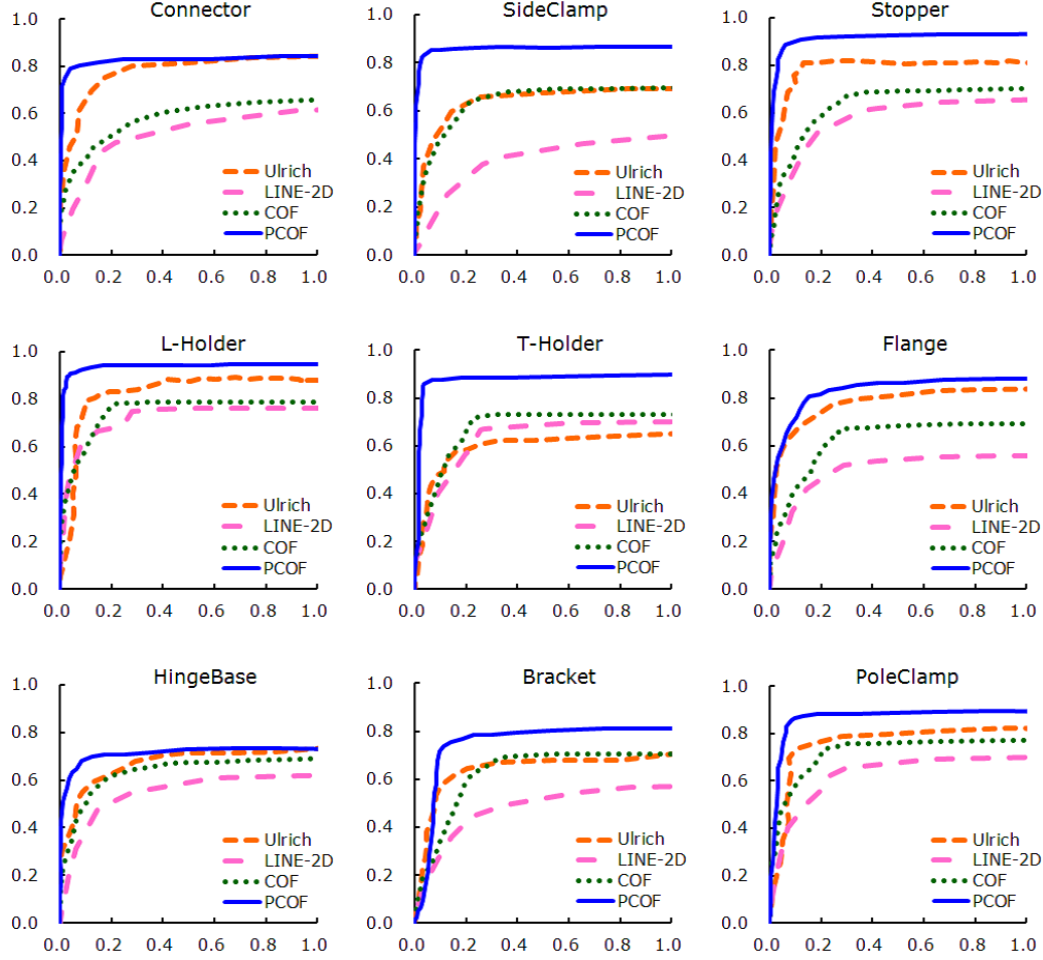 Connector SideClamp Stopper
1.0 1.0 1.0
0.8 0.8 0.8
0.6 0.6 0.6
0.4 Ulrich 0.4 Ulrich 0.4 Ulrich
LINE-2D LINE-2D LINE-2D
0.2 COF 0.2 COF 0.2 COF
PCOF PCOF PCOF
0.0 0.0 0.0
0.0 0.2 0.4 0.6 0.8 1.0 0.0 0.2 0.4 0.6 0.8 1.0 0.0 0.2 0.4 0.6 0.8 1.0
L-Holder T-Holder Flange
1.0 1.0 1.0
0.8 0.8 0.8
0.6 0.6 0.6
0.4 0.4 0.4
Ulrich Ulrich Ulrich
LINE-2D LINE-2D LINE-2D
0.2 COF 0.2 COF 0.2 COF
PCOF PCOF PCOF
0.0 0.0 0.0
0.0 0.2 0.4 0.6 0.8 1.0 0.0 0.2 0.4 0.6 0.8 1.0 0.0 0.2 0.4 0.6 0.8 1.0
HingeBase Bracket PoleClamp
1.0 1.0 1.0
0.8 0.8 0.8
0.6 0.6 0.6
0.4 0.4 0.4
Ulrich Ulrich Ulrich
LINE-2D LINE-2D LINE-2D
0.2 COF 0.2 COF 0.2 COF
PCOF PCOF PCOF
0.0 0.0 0.0
0.0 0.2 0.4 0.6 0.8 1.0 0.0 0.2 0.4 0.6 0.8 1.0 0.0 0.2 0.4 0.6 0.8 1.0